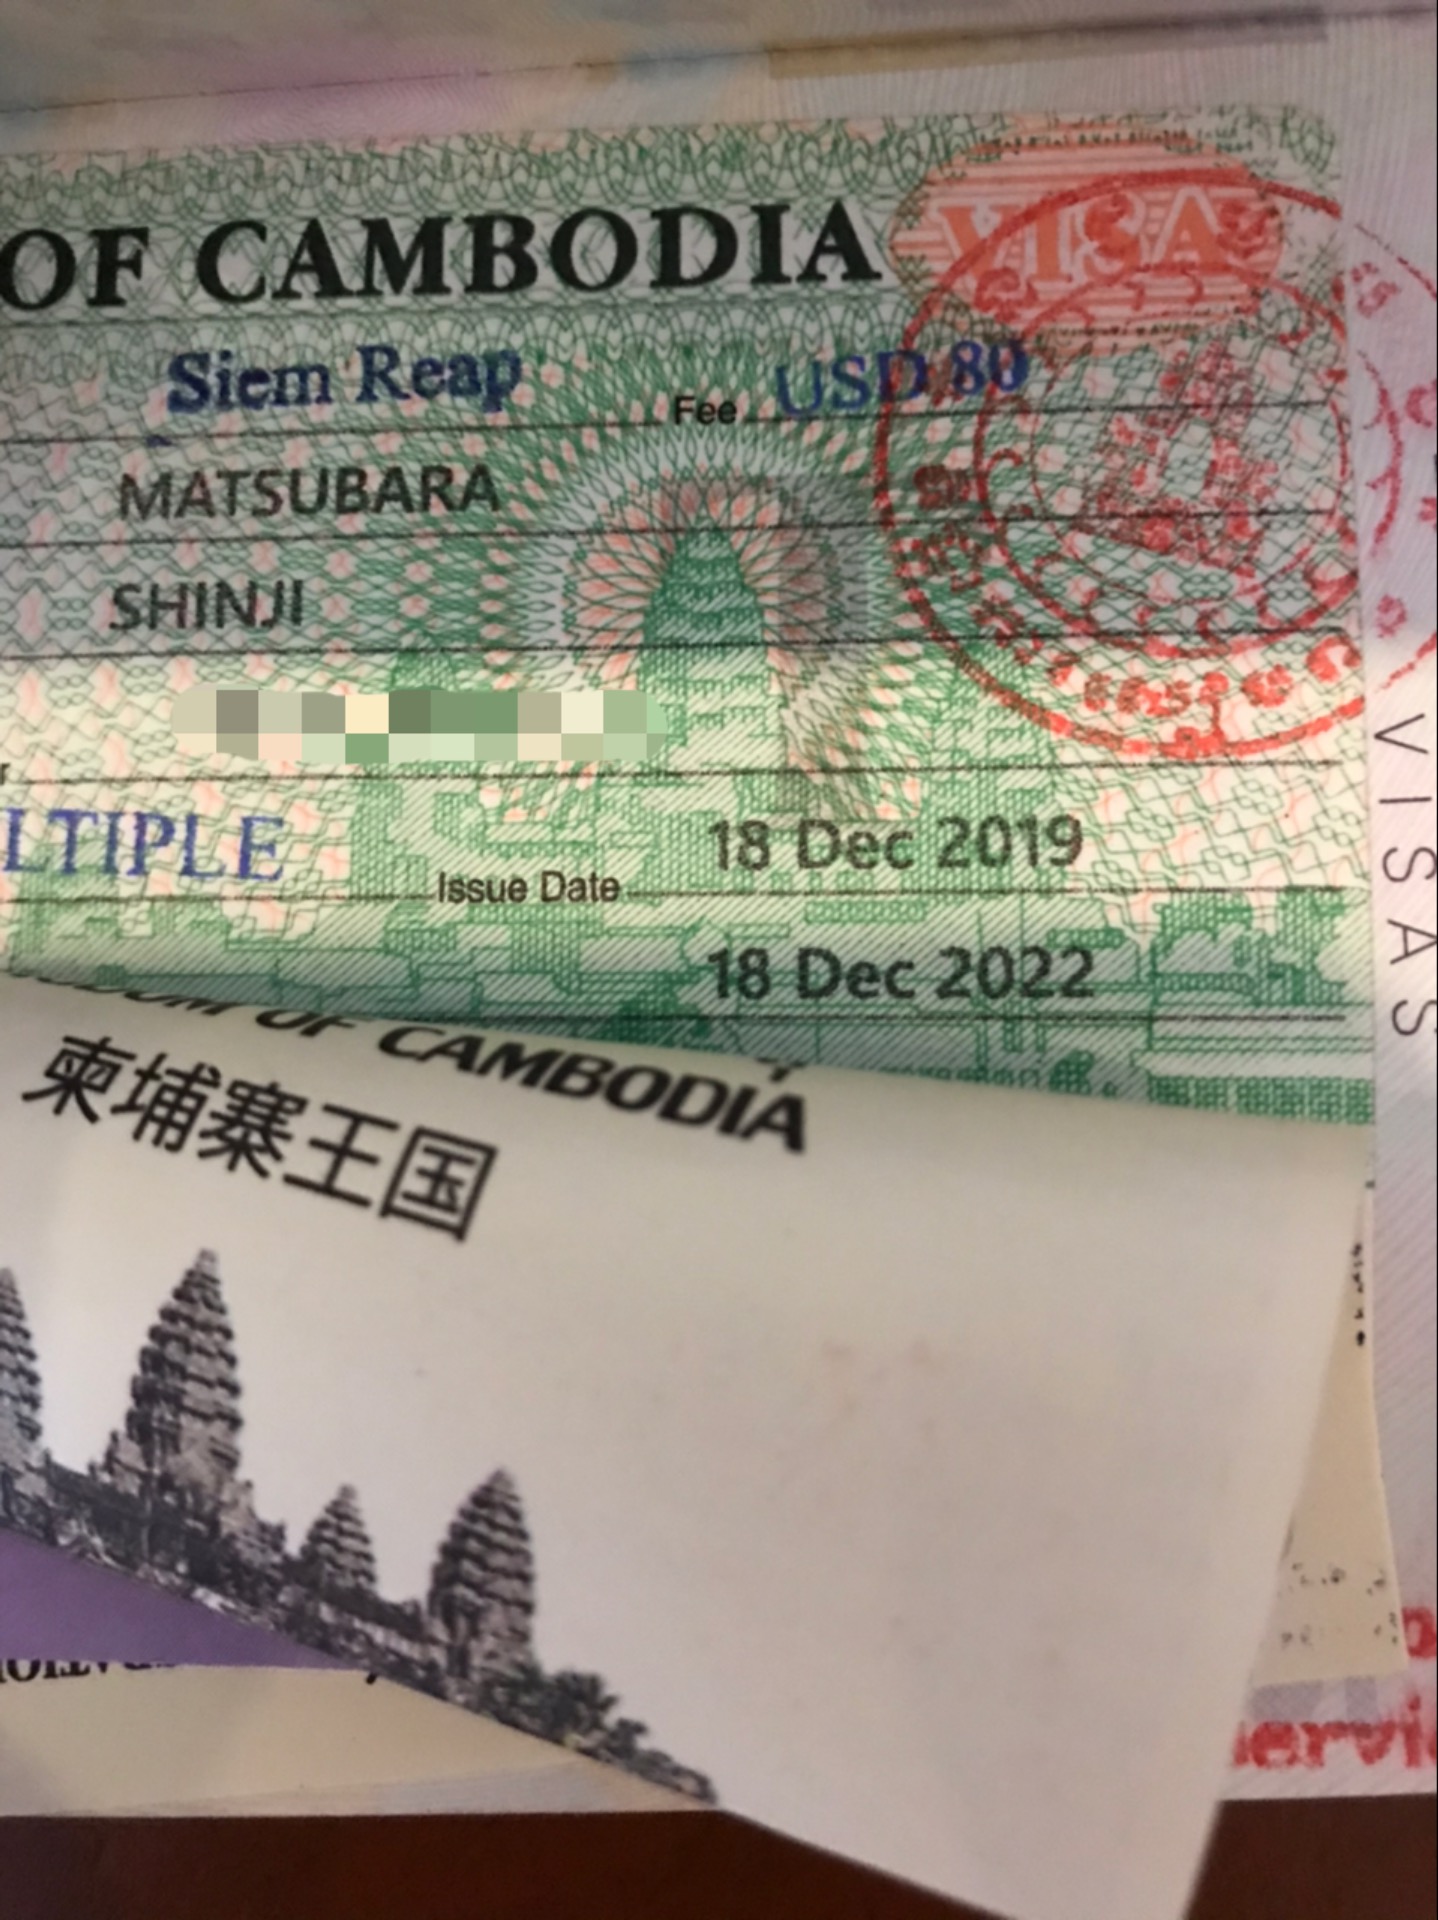 OF CAMBODIA
VISA
Siem Reap
Fee USD 80
MATSUBARA
SHINJI
LTIPLE
Issue Date 18 Dec 2019
18 Dec 2022
VISAS
OF CAMBODIA
柬埔寨王国